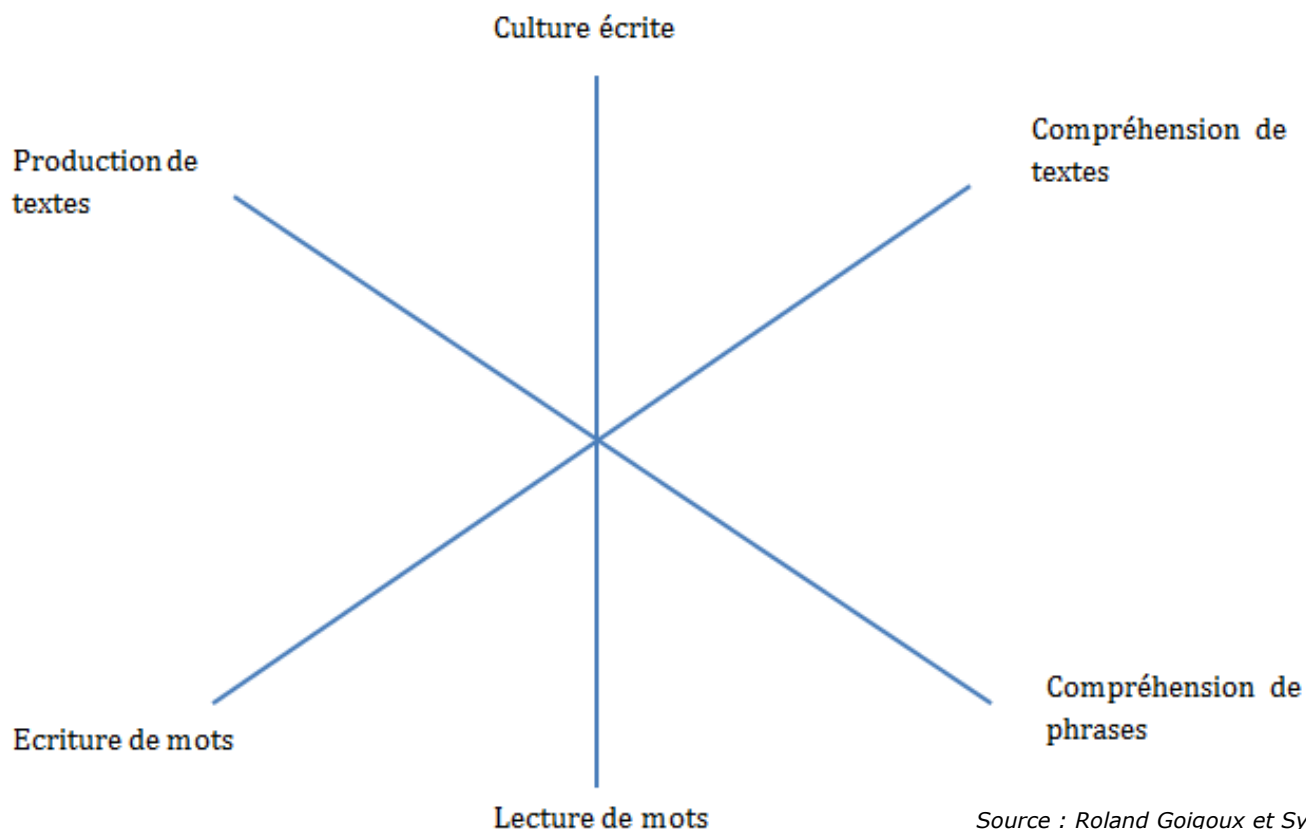 Culture écrite
Compréhension de
textes
Production de
textes
Ecriture de mots
Compréhension de
phrases
Lecture de mots
Source : Roland Goigoux et Sy